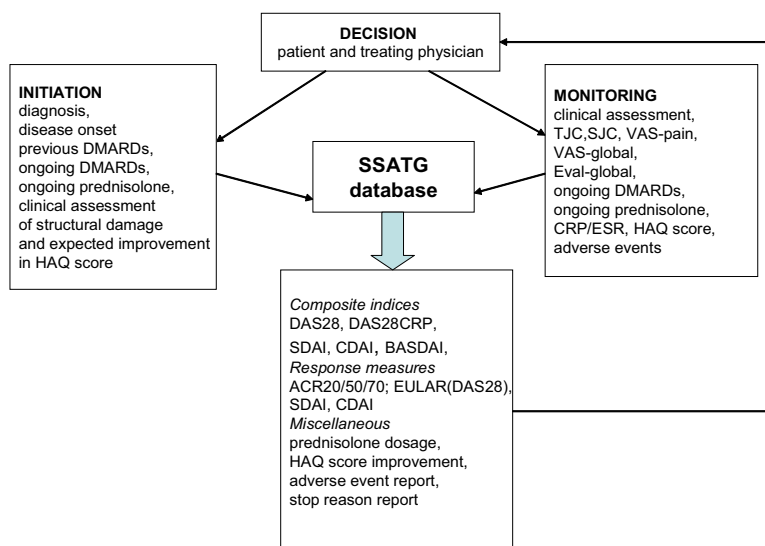 DECISION
patient and treating physician
INITIATION
diagnosis,
disease onset
previous DMARDs,
ongoing DMARDs,
ongoing prednisolone,
clinical assessment
of structural damage
and expected improvement
in HAQ score
SSATG
database
MONITORING
clinical assessment,
TJC,SJC, VAS-pain,
VAS-global,
Eval-global,
ongoing DMARDs,
ongoing prednisolone,
CRP/ESR, HAQ score,
adverse events
Composite indices
DAS28, DAS28CRP,
SDAI, CDAI, BASDAI,
Response measures
ACR20/50/70; EULAR(DAS28),
SDAI, CDAI
Miscellaneous
prednisolone dosage,
HAQ score improvement,
adverse event report,
stop reason report